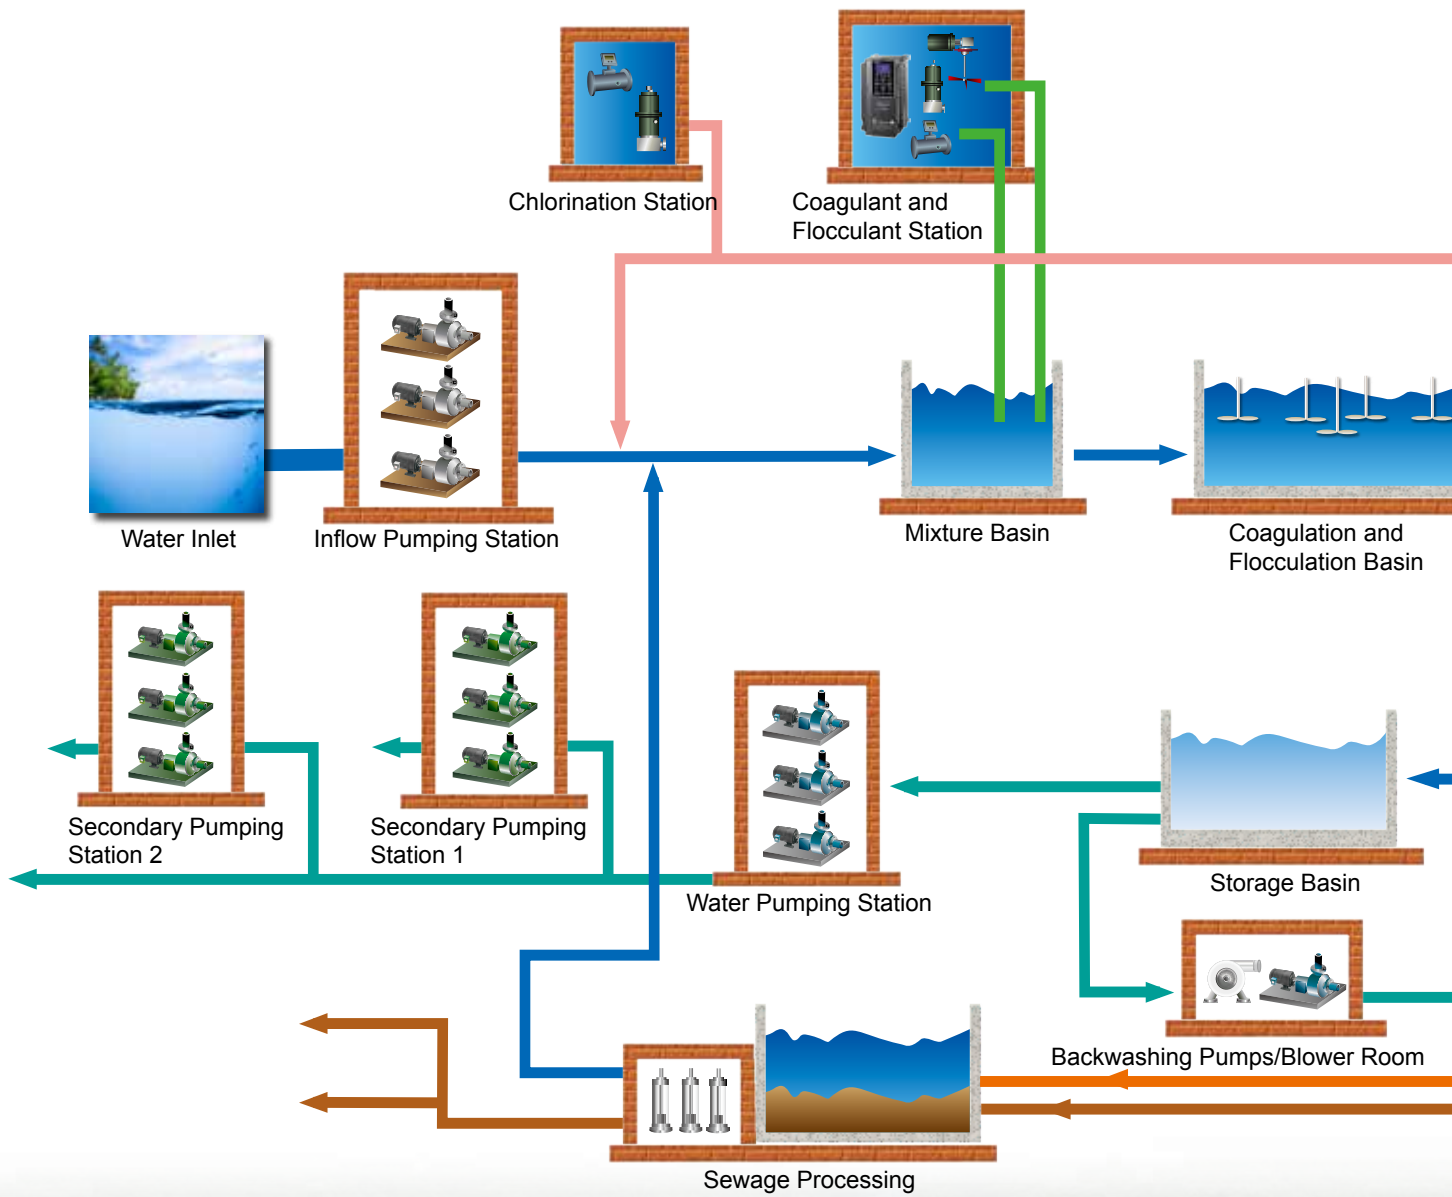 Chlorination Station
Coagulant and
Flocculant Station
Water Inlet
Inflow Pumping Station
Mixture Basin
Coagulation and
Flocculation Basin
Secondary Pumping
Station 2
Secondary Pumping
Station 1
Water Pumping Station
Storage Basin
Backwashing Pumps/Blower Room
Sewage Processing